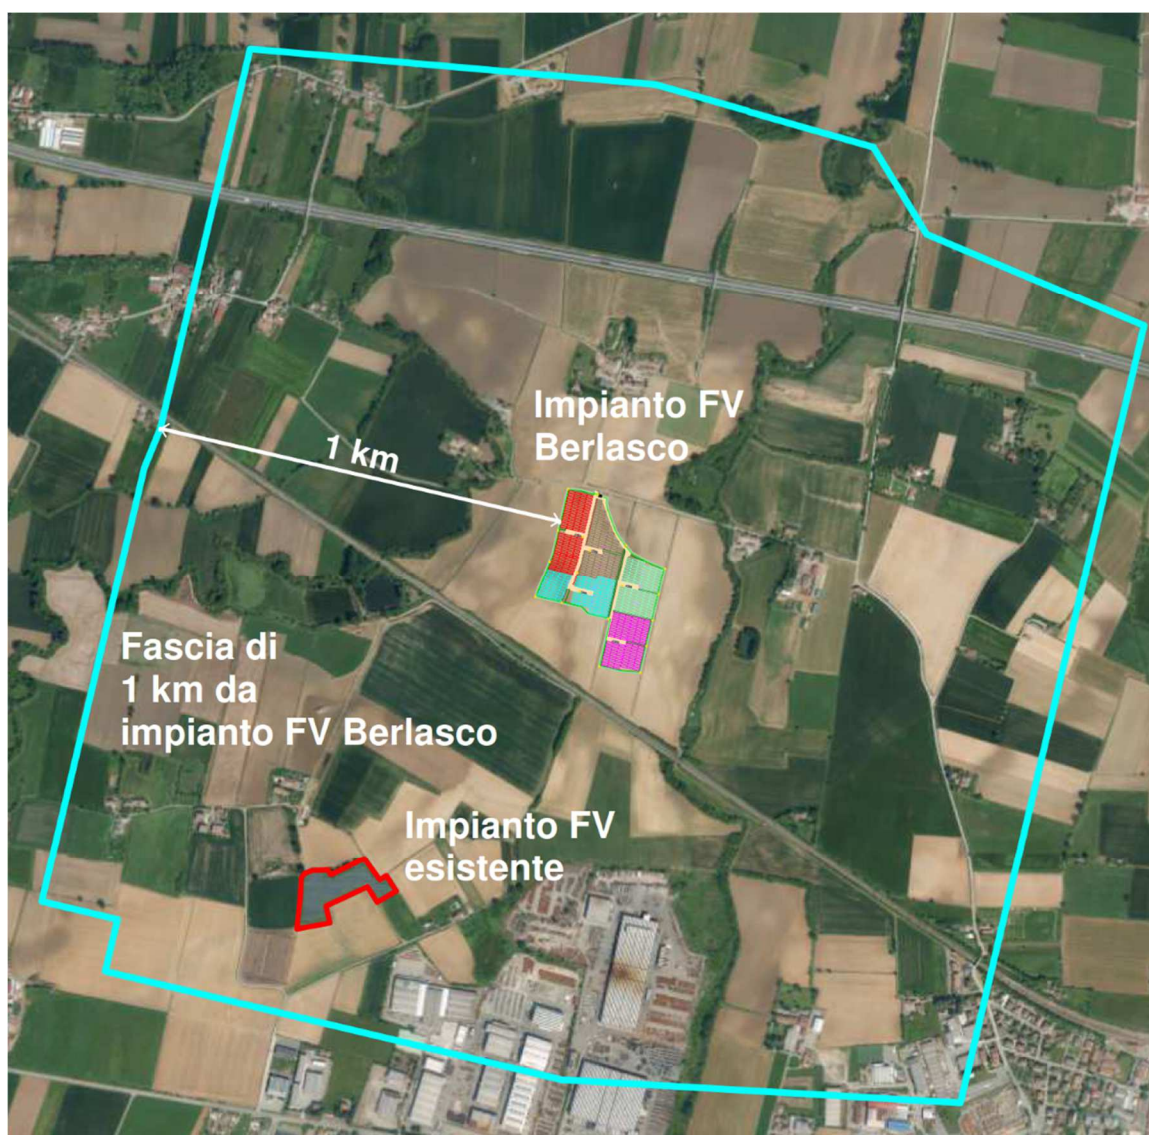 Impianto FV
Berlasco
1 km
Fascia di
1 km da
impianto FV Berlasco
Impianto FV
esistente